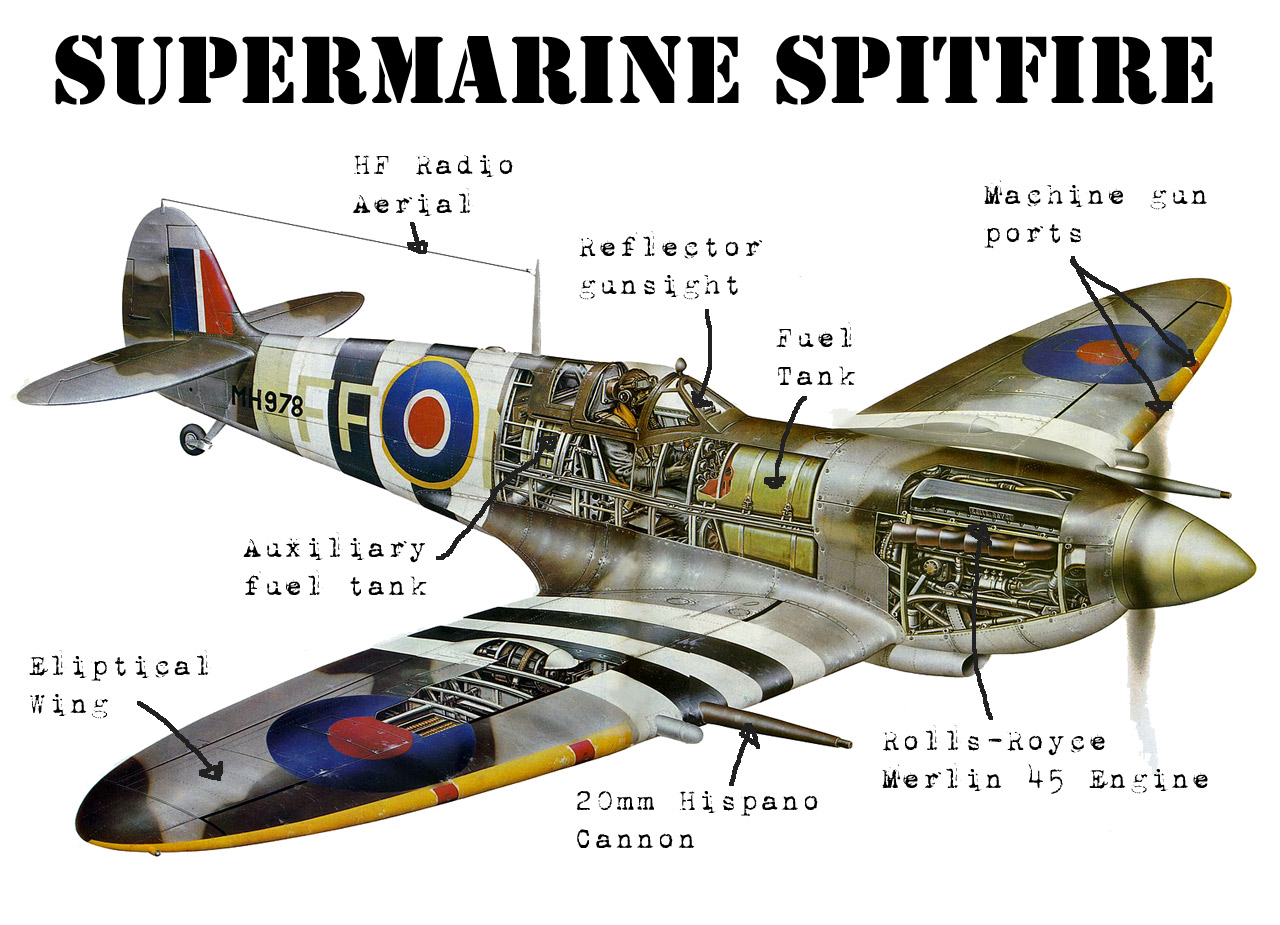 SUPERMARINE SPITFIRE
HF Radio
Aerial
Machine gun
ports
Reflector
gunsight
Fuel
Tank
MH978
F F
Auxiliary
fuel tank
Eliptical
Wing
Rolls-Royce
Merlin 45 Engine
20mm Hispano
Cannon